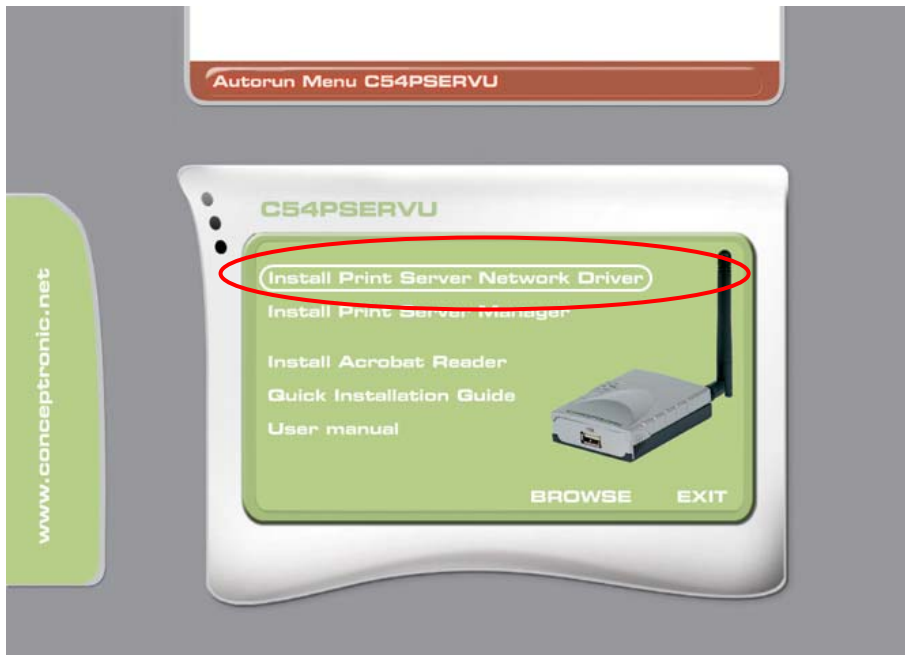 Autorun Menu C54PSERVU
www.conceptronic.net
C54PSERVU
Install Print Server Network Driver
Install Print Server Manager
Install Acrobat Reader
Quick Installation Guide
User manual
BROWSE EXIT